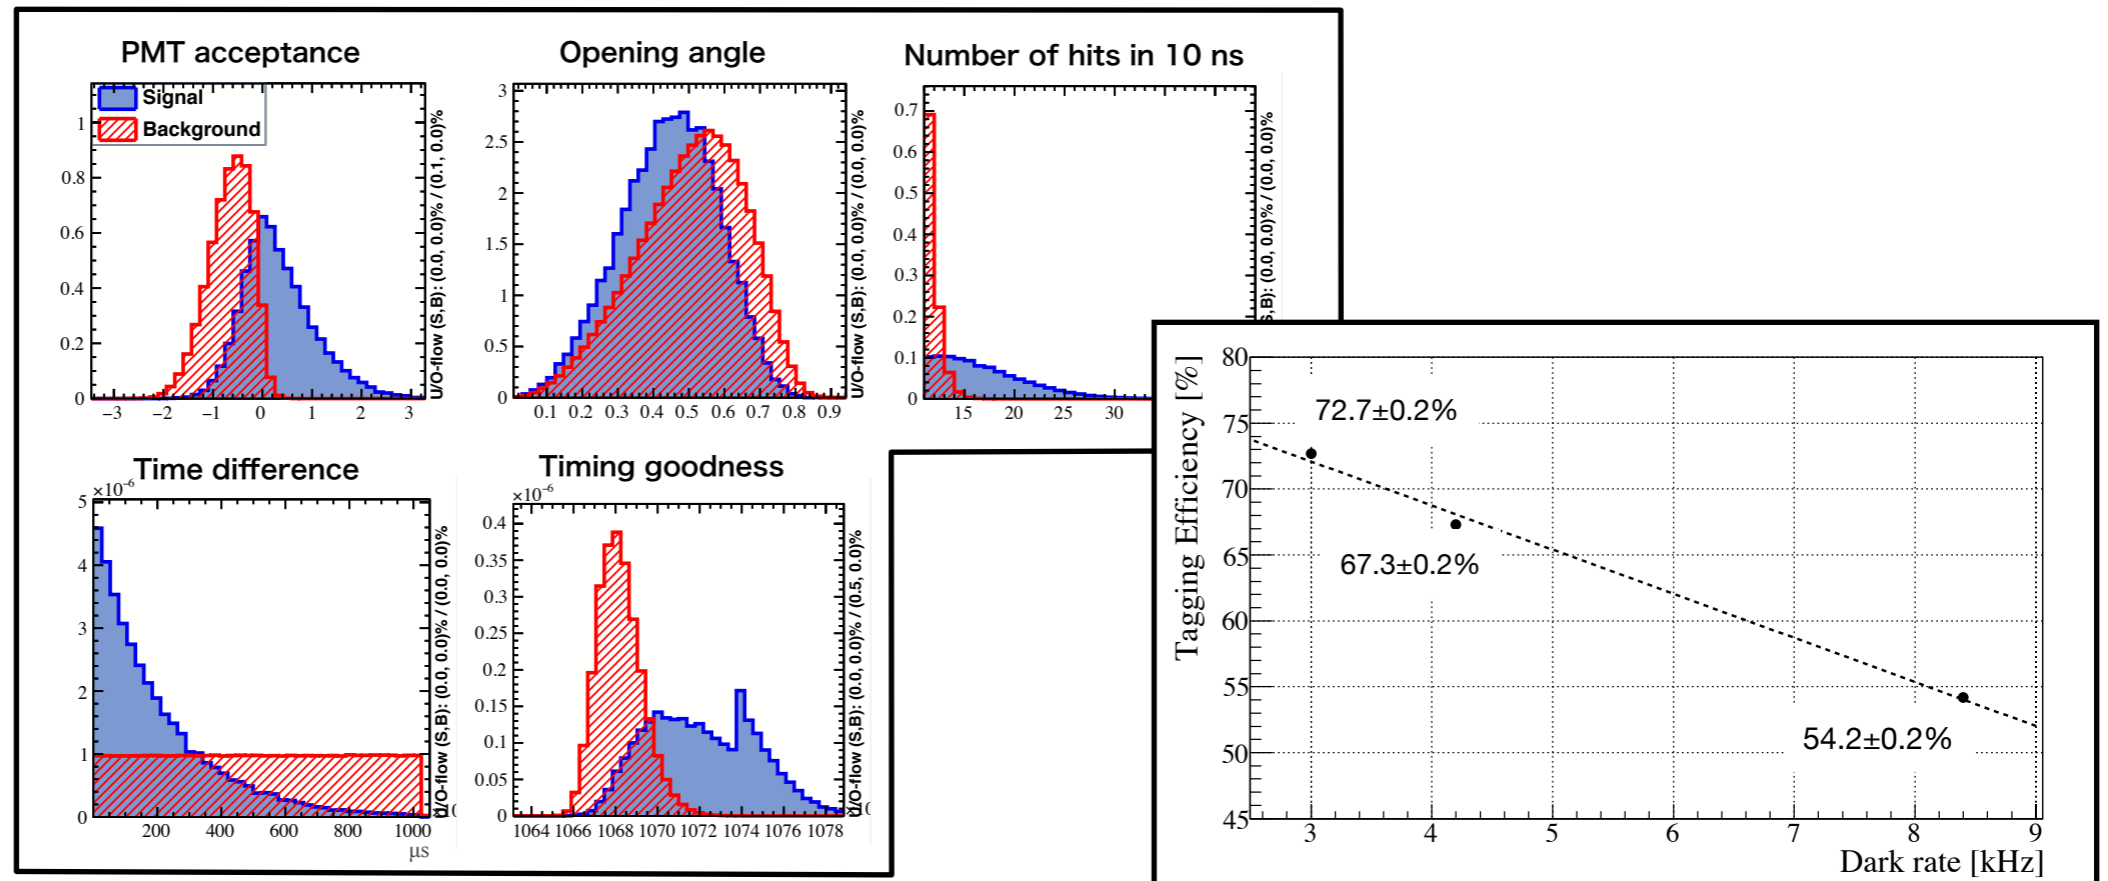 PMT acceptance
Signal
Background
1
0.8
0.6
0.4
0.2
0
−3 −2 −1 0 1 2 3
U/O-flow (S,B): (0.0, 0.0)% / (0.1, 0.0)%
Opening angle
3
2.5
2
1.5
1
0.5
0
0.1 0.2 0.3 0.4 0.5 0.6 0.7 0.8 0.9
U/O-flow (S,B): (0.0, 0.0)% / (0.0, 0.0)%
Number of hits in 10 ns
0.7
0.6
0.5
0.4
0.3
0.2
0.1
0
15 20 25 30
S,B): (0.0, 0.0)% / (0.0, 0.0)%
Time difference
×10⁻⁶
5
4
3
2
1
0
200 400 600 800 1000
μs
U/O-flow (S,B): (0.0, 0.0)% / (0.0, 0.0)%
Timing goodness
×10⁻⁶
0.4
0.35
0.3
0.25
0.2
0.15
0.1
0.05
0
1064 1066 1068 1070 1072 1074 1076 1078
U/O-flow (S,B): (0.0, 0.0)% / (0.5, 0.0)%
Tagging Efficiency [%]
80
75
70
65
60
55
50
45
72.7±0.2%
67.3±0.2%
54.2±0.2%
3 4 5 6 7 8 9
Dark rate [kHz]